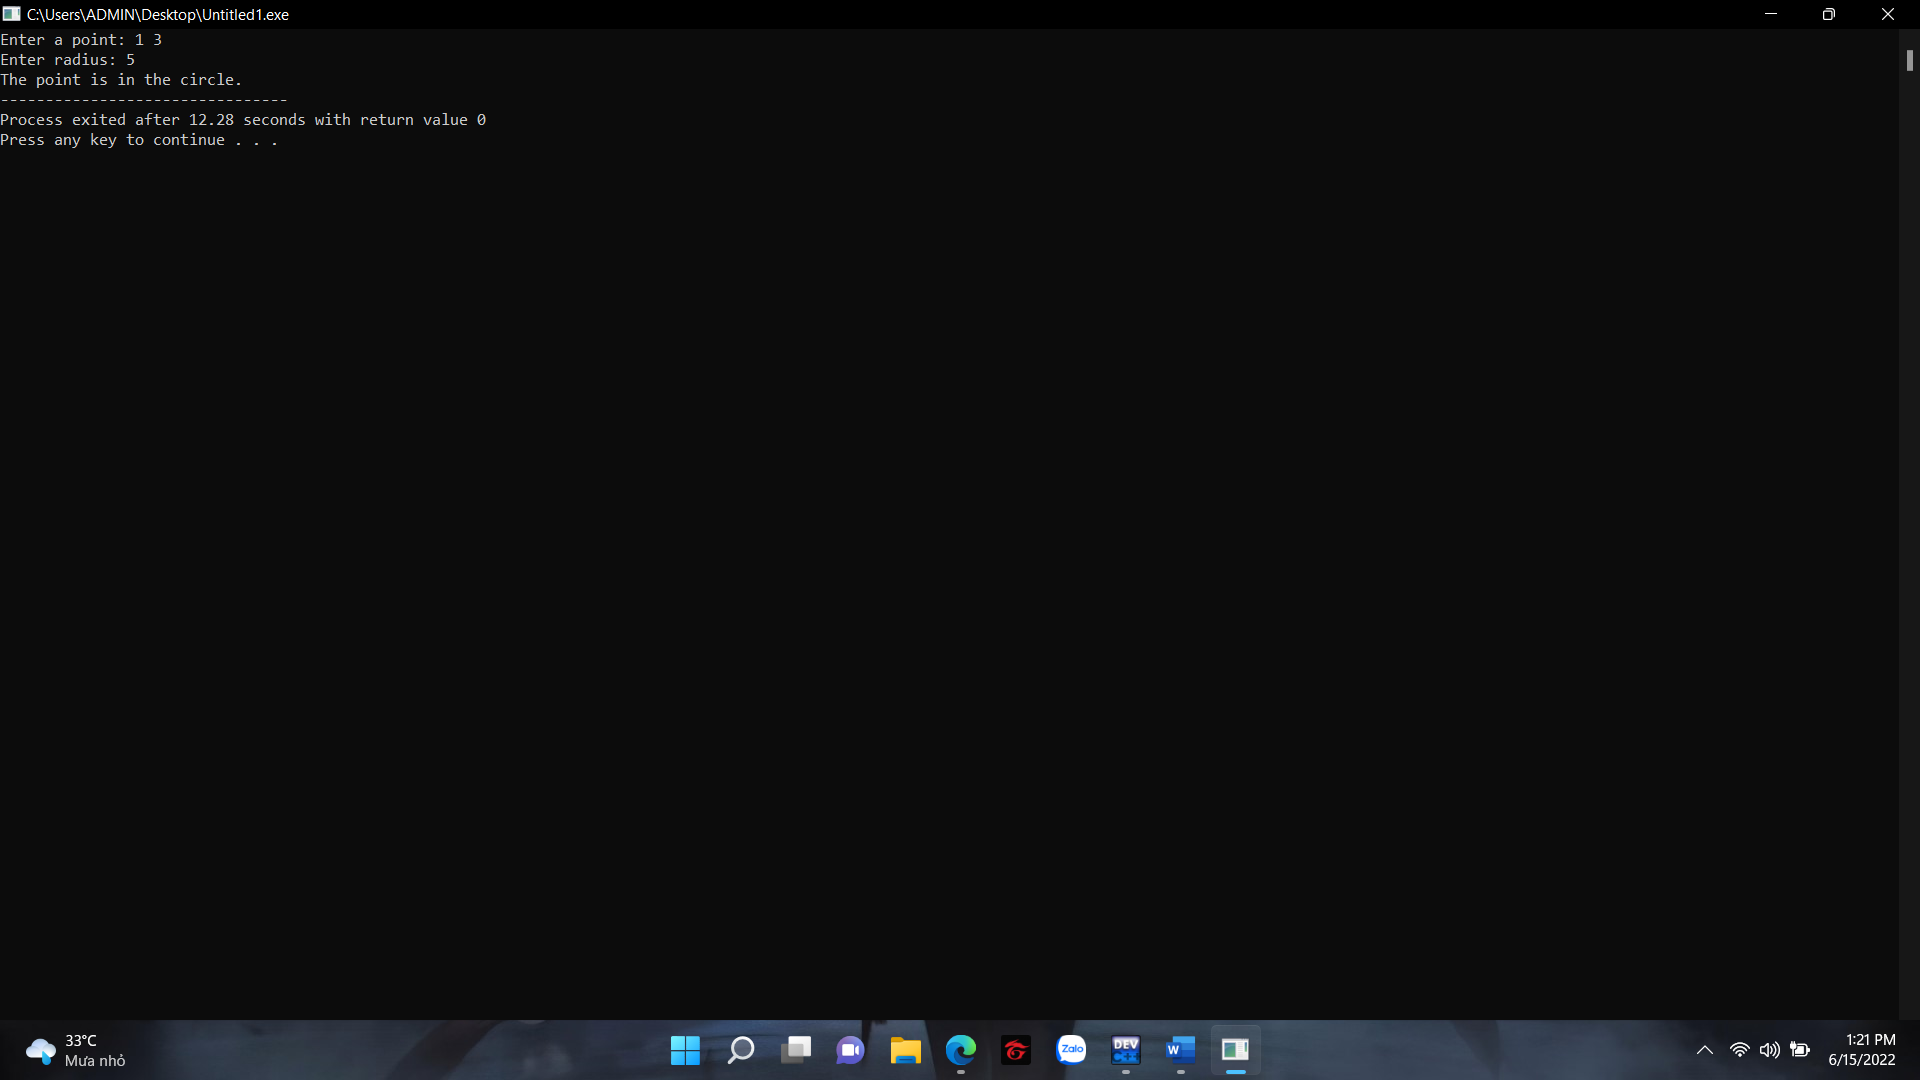 C:\Users\ADMIN\Desktop\Untitled1.exe
Enter a point: 1 3
Enter radius: 5
The point is in the circle.
--------------------------------
Process exited after 12.28 seconds with return value 0
Press any key to continue . . .
33°C
Mưa nhỏ
Zalo
DEV
C++
W
1:21 PM
6/15/2022